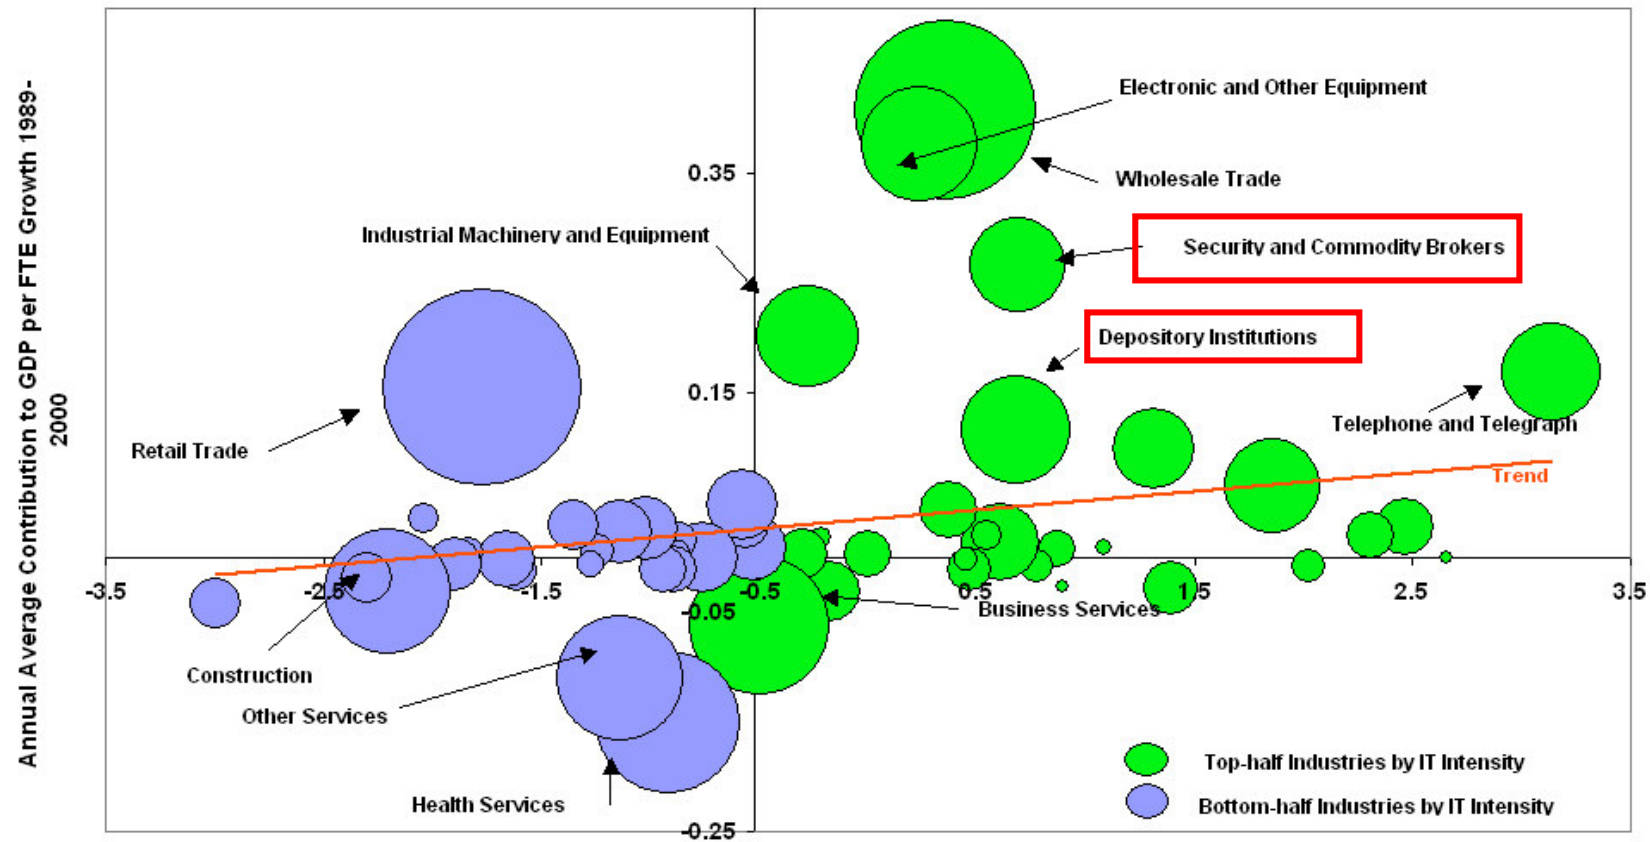 Annual Average Contribution to GDP per FTE Growth 1989-
2000
Electronic and Other Equipment
0.35
Wholesale Trade
Industrial Machinery and Equipment
Security and Commodity Brokers
Depository Institutions
0.15
Telephone and Telegraph
Retail Trade
Trend
-3.5
-2.5
-1.5
-0.5
0.5
1.5
2.5
3.5
-0.05
Business Services
Construction
Other Services
Top-half Industries by IT Intensity
Health Services
Bottom-half Industries by IT Intensity
-0.25